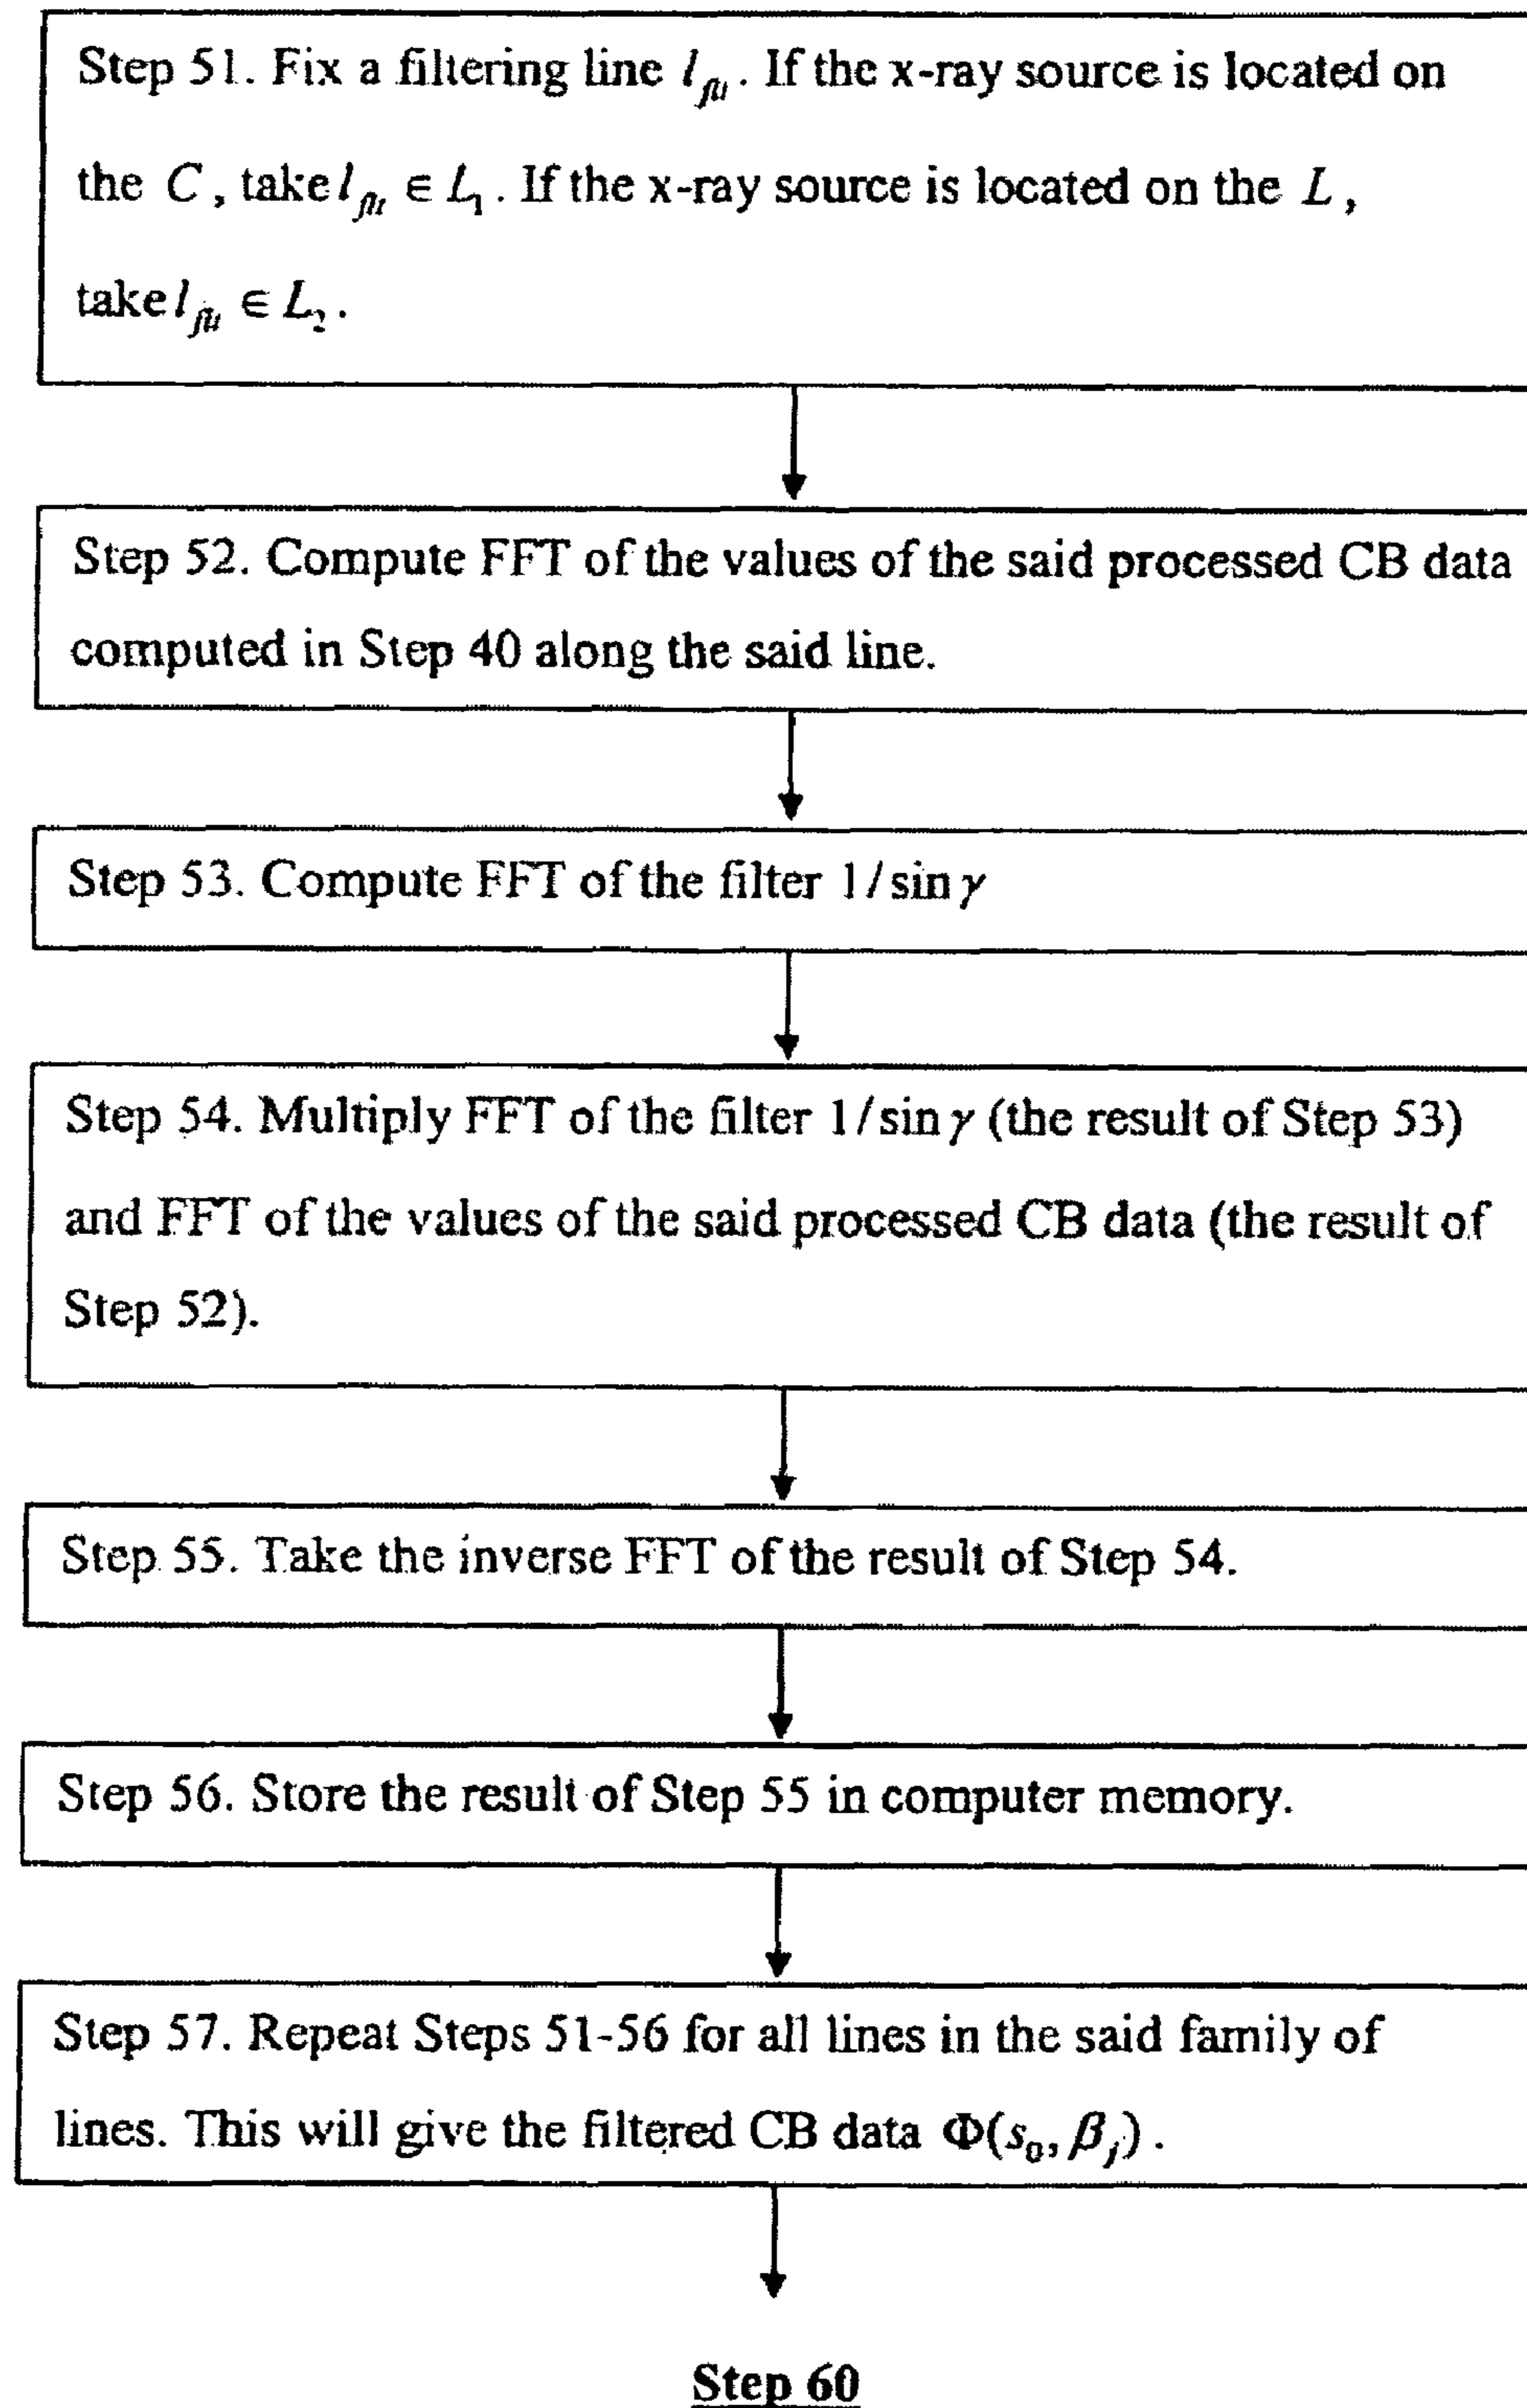 Step 51. Fix a filtering line l_flt. If the x-ray source is located on
the C, take l_flt ∈ L₁. If the x-ray source is located on the L,
take l_flt ∈ L₂.
Step 52. Compute FFT of the values of the said processed CB data
computed in Step 40 along the said line.
Step 53. Compute FFT of the filter 1/sin γ
Step 54. Multiply FFT of the filter 1/sin γ (the result of Step 53)
and FFT of the values of the said processed CB data (the result of
Step 52).
Step 55. Take the inverse FFT of the result of Step 54.
Step 56. Store the result of Step 55 in computer memory.
Step 57. Repeat Steps 51-56 for all lines in the said family of
lines. This will give the filtered CB data Φ(s₀, β_j).
Step 60